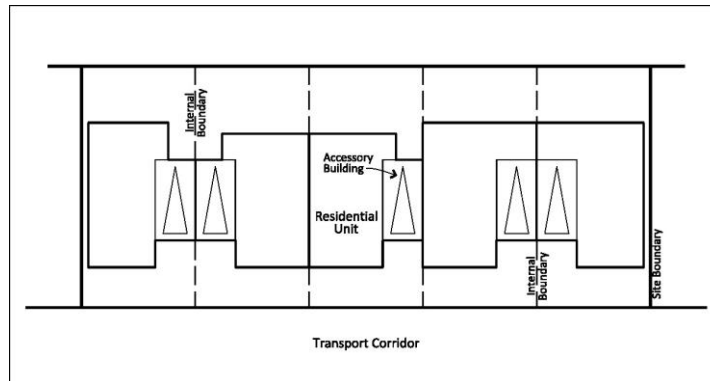 Internal
Boundary
Accessory
Building
Residential
Unit
Internal
Boundary
Site Boundary
Transport Corridor